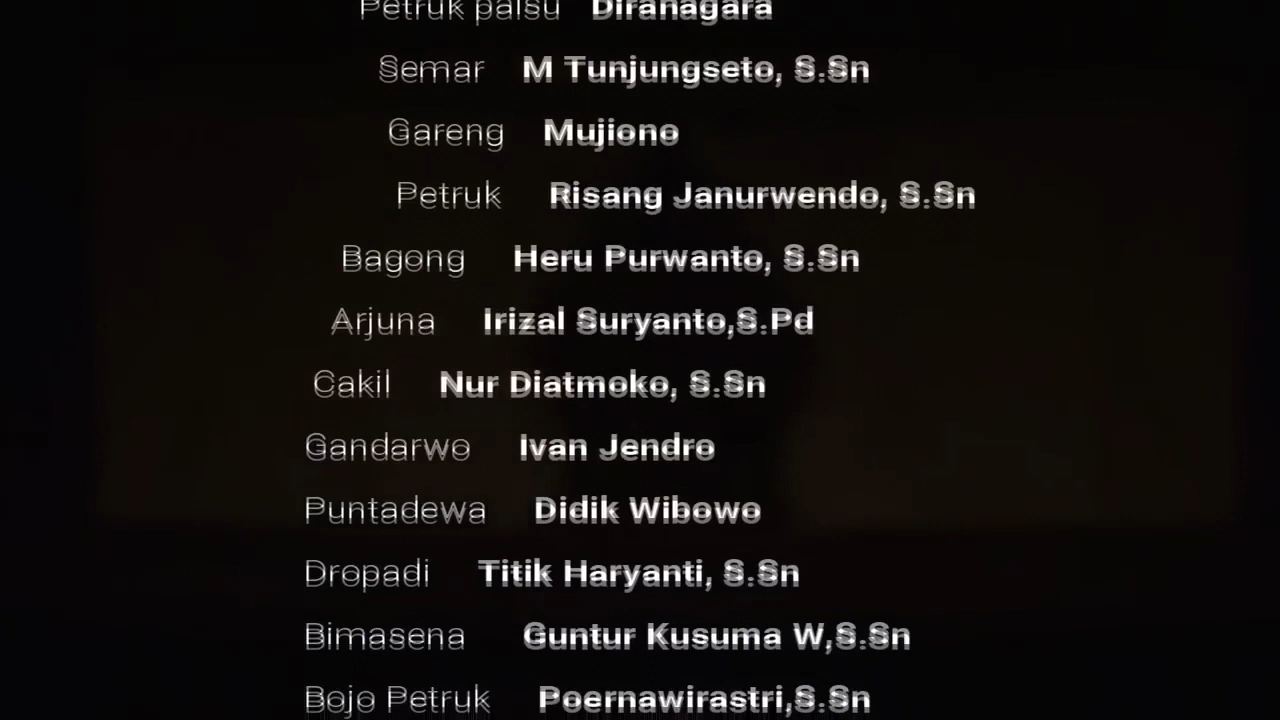 Petruk palsu Diranagara
Semar M Tunjungseto, S.Sn
Gareng Mujiono
Petruk Risang Janurwendo, S.Sn
Bagong Heru Purwanto, S.Sn
Arjuna Irizal Suryanto,S.Pd
Cakil Nur Diatmoko, S.Sn
Gandarwo Ivan Jendro
Puntadewa Didik Wibowo
Dropadi Titik Haryanti, S.Sn
Bimasena Guntur Kusuma W,S.Sn
Bojo Petruk Poernawirastri,S.Sn